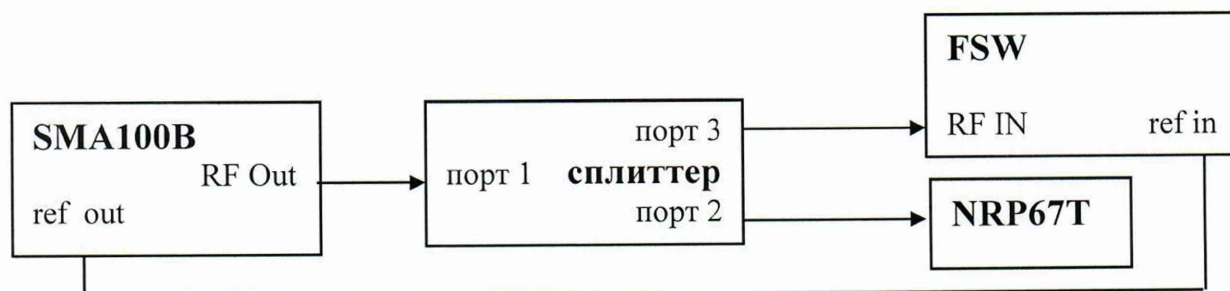 SMA100B
RF Out
ref out
порт 3
порт 1 сплиттер
порт 2
FSW
RF IN ref in
NRP67T